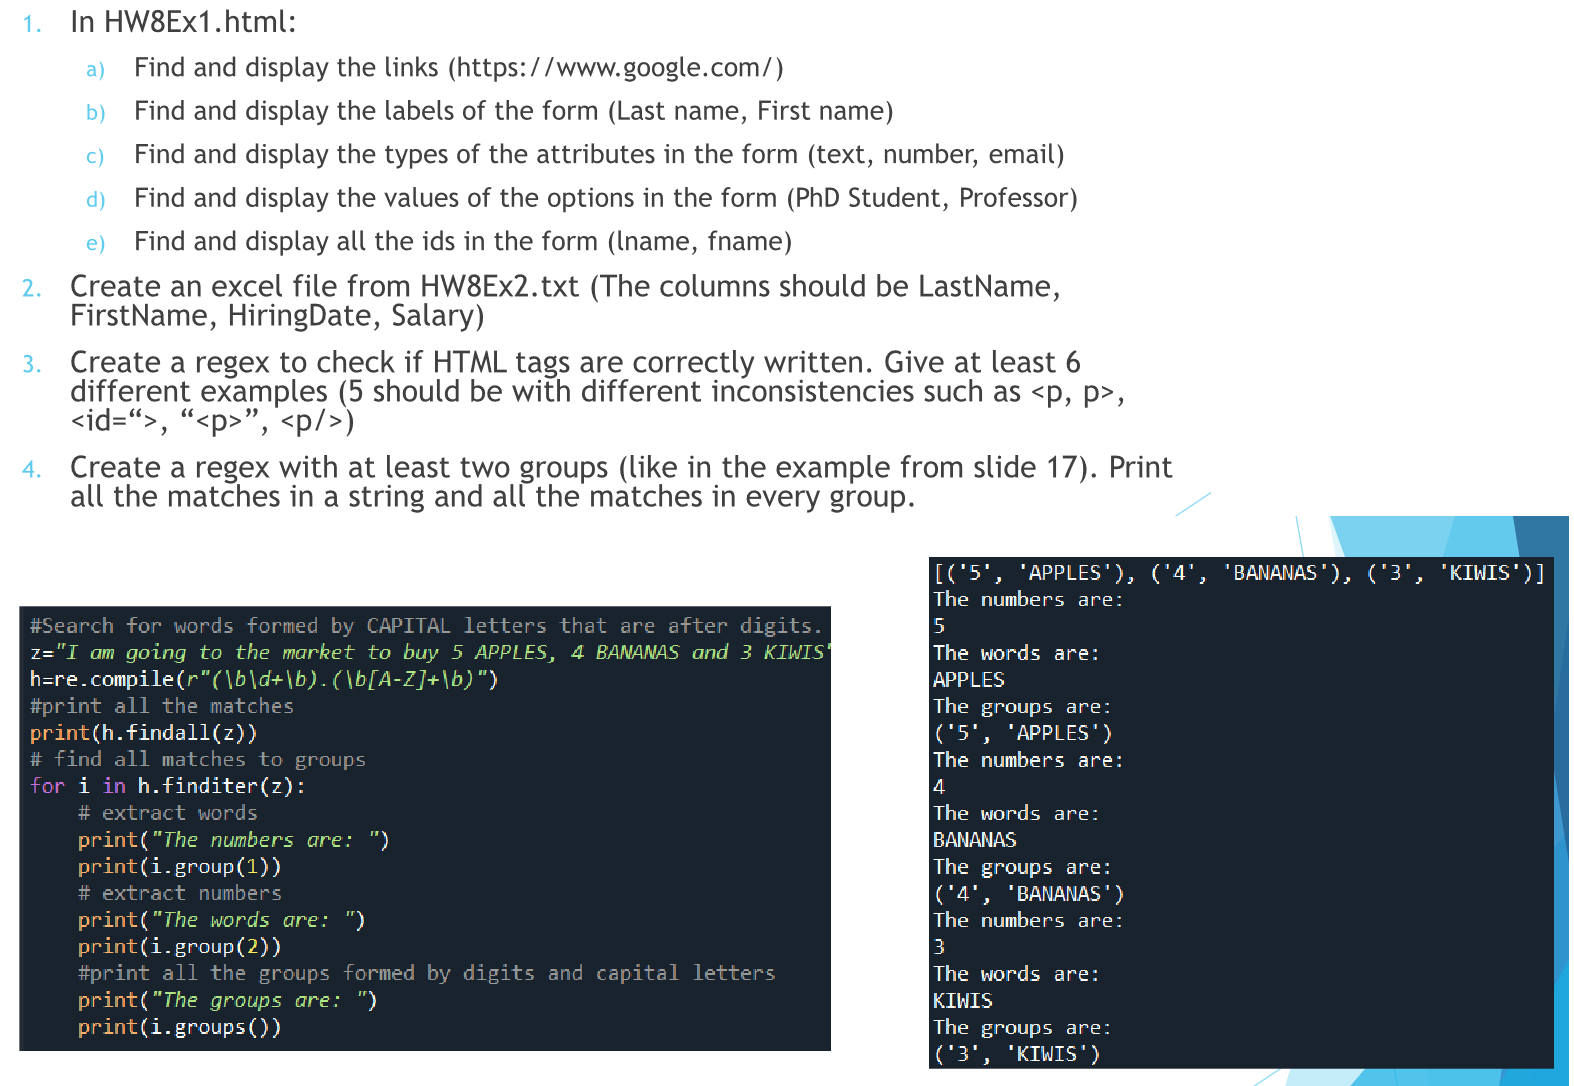 1. In HW8Ex1.html:
a) Find and display the links (https://www.google.com/)
b) Find and display the labels of the form (Last name, First name)
c) Find and display the types of the attributes in the form (text, number, email)
d) Find and display the values of the options in the form (PhD Student, Professor)
e) Find and display all the ids in the form (lname, fname)
2. Create an excel file from HW8Ex2.txt (The columns should be LastName,
FirstName, HiringDate, Salary)
3. Create a regex to check if HTML tags are correctly written. Give at least 6
different examples (5 should be with different inconsistencies such as <p, p>,
<id=“>, “<p>”, <p/>)
4. Create a regex with at least two groups (like in the example from slide 17). Print
all the matches in a string and all the matches in every group.
#Search for words formed by CAPITAL letters that are after digits.
z="I am going to the market to buy 5 APPLES, 4 BANANAS and 3 KIWIS"
h=re.compile(r"(\b\d+\b).(\b[A-Z]+\b)")
#print all the matches
print(h.findall(z))
# find all matches to groups
for i in h.finditer(z):
    # extract words
    print("The numbers are: ")
    print(i.group(1))
    # extract numbers
    print("The words are: ")
    print(i.group(2))
    #print all the groups formed by digits and capital letters
    print("The groups are: ")
    print(i.groups())
[('5', 'APPLES'), ('4', 'BANANAS'), ('3', 'KIWIS')]
The numbers are:
5
The words are:
APPLES
The groups are:
('5', 'APPLES')
The numbers are:
4
The words are:
BANANAS
The groups are:
('4', 'BANANAS')
The numbers are:
3
The words are:
KIWIS
The groups are:
('3', 'KIWIS')